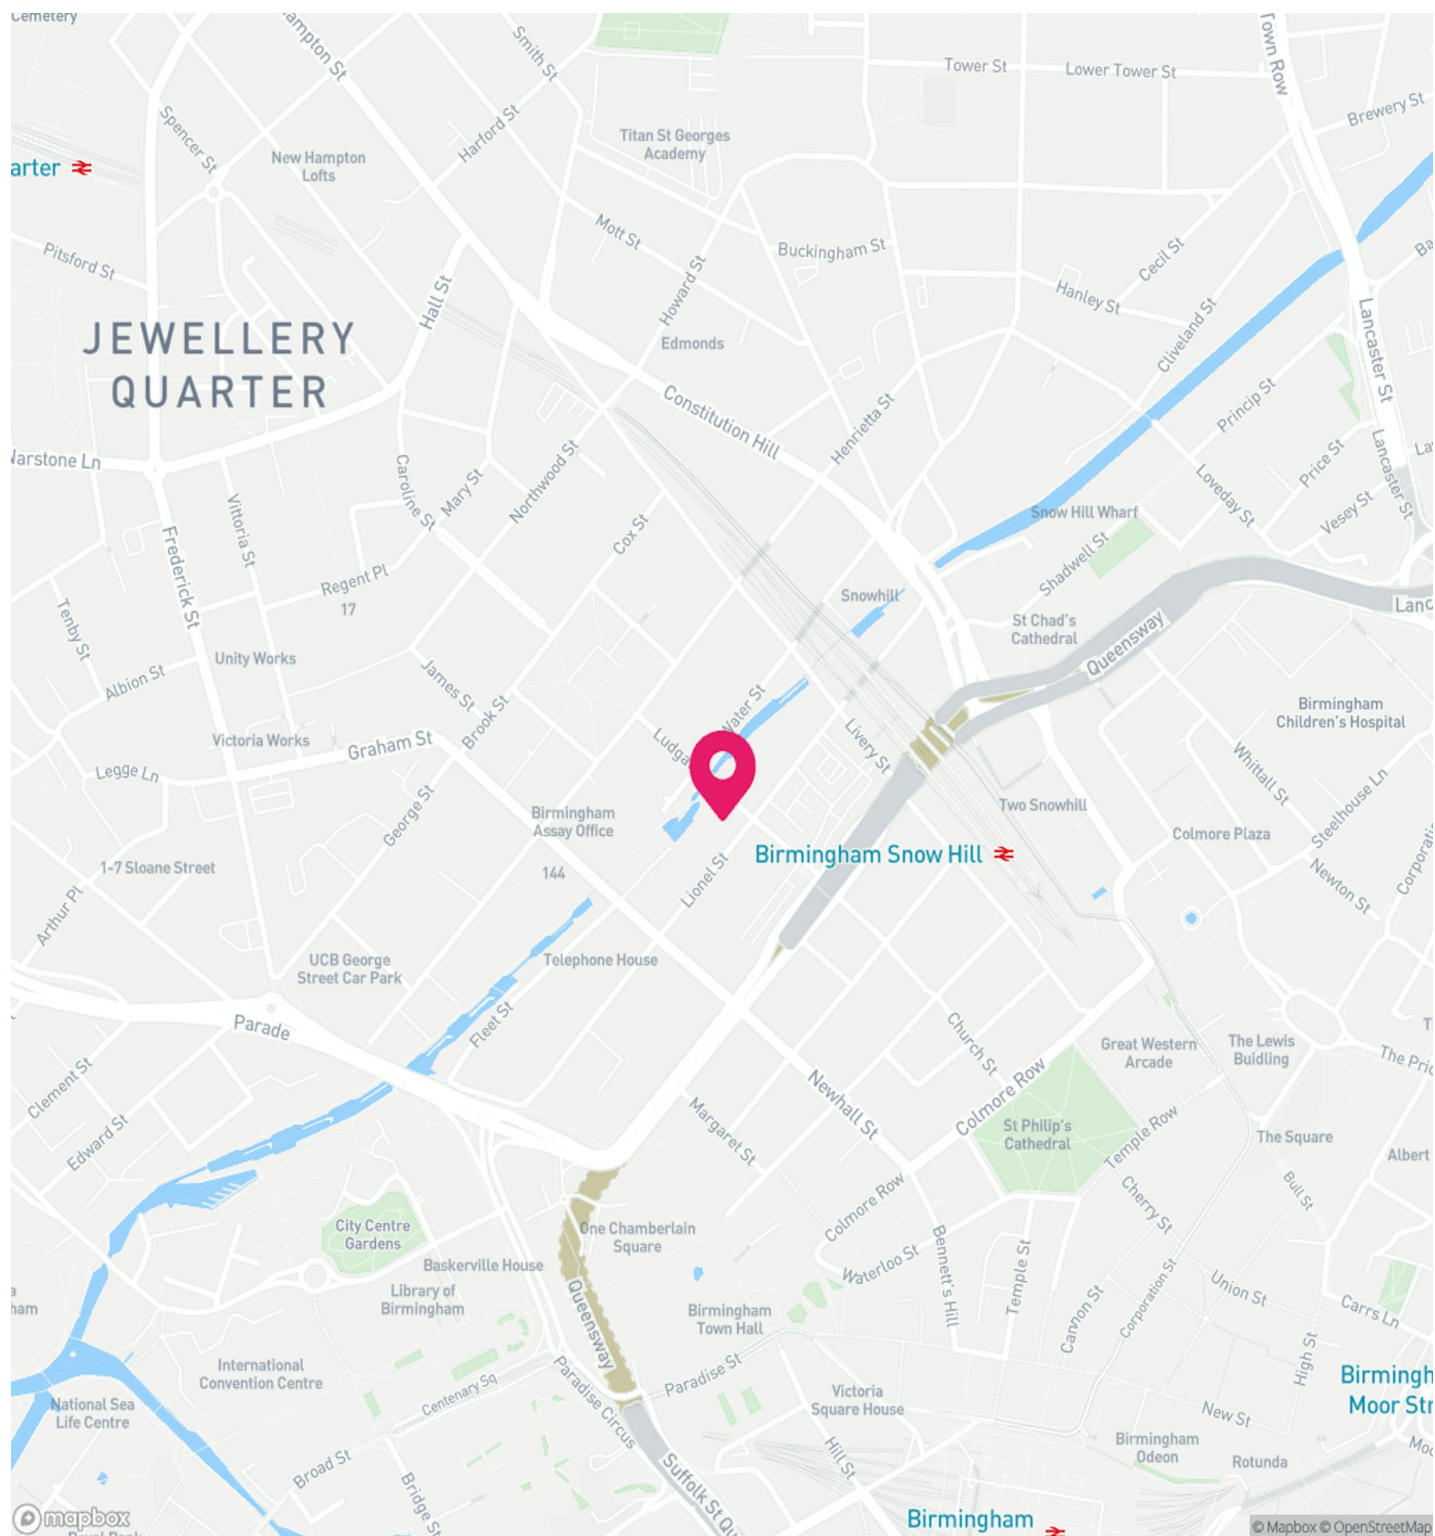 Cemetery
Hampton St
Smith St
Town Row
Tower St
Lower Tower St
Brewery St
Spencer St
Harford St
Titan St Georges
Academy
New Hampton
Lofts
arter
Pitsford St
Mott St
Buckingham St
Cecil St
Howard St
Hanley St
Hall St
Cliveland St
Lancaster St
JEWELLERY
QUARTER
Edmonds
Constitution Hill
Henrietta St
Princip St
Warstone Ln
Caroline St
Mary St
Northwood St
Price St
Lancaster St
Loveday St
Vittoria St
Cox St
Snow Hill Wharf
Vesey St
Frederick St
Shadwell St
Regent Pl
17
Snowhill
Tenby St
St Chad's
Cathedral
Queensway
Lanc
Unity Works
Albion St
James St
Brook St
Water St
Birmingham
Children's Hospital
Victoria Works
Graham St
Ludga
Livery St
Whittall St
Legge Ln
George St
Birmingham
Assay Office
Two Snowhill
Steelhouse Ln
Colmore Plaza
1-7 Sloane Street
144
Lionel St
Birmingham Snow Hill
Newton St
Corporatio
Arthur Pl
UCB George
Street Car Park
Telephone House
Parade
Fleet St
Church St
Great Western
Arcade
The Lewis
Buidling
The Pric
Clement St
Newhall St
Colmore Row
Edward St
Margaret St
St Philip's
Cathedral
Temple Row
The Square
Albert
Bull St
Cherry St
Colmore Row
City Centre
Gardens
One Chamberlain
Square
Baskerville House
Waterloo St
Bennett's Hill
Temple St
Library of
Birmingham
Queensway
Birmingham
Town Hall
Cannon St
Corporation St
Union St
Carrs Ln
ham
International
Convention Centre
Paradise St
High St
Birmingh
Moor Str
National Sea
Life Centre
Centenary Sq
Paradise Circus
Victoria
Square House
New St
Birmingham
Odeon
Rotunda
Broad St
Bridge St
Hill St
Suffolk St Qu
Birmingham
mapbox
© Mapbox © OpenStreetMap